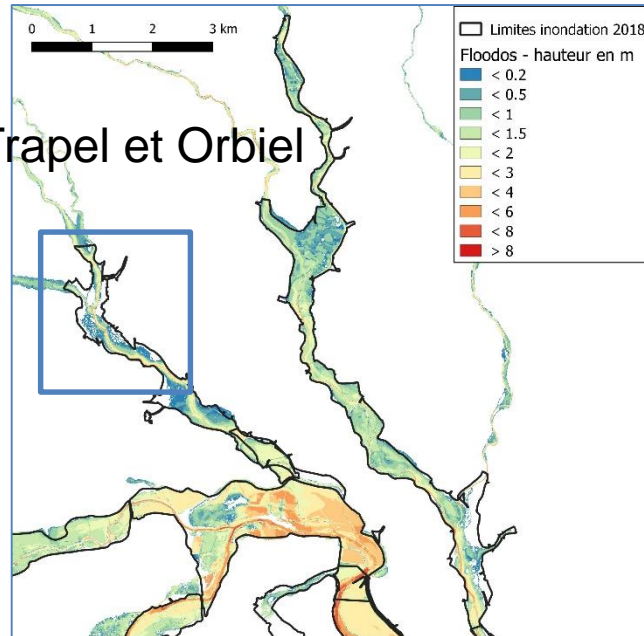 0 1 2 3 km
Trapel et Orbiel
Limites inondation 2018
Floodos - hauteur en m
< 0.2
< 0.5
< 1
< 1.5
< 2
< 3
< 4
< 6
< 8
> 8